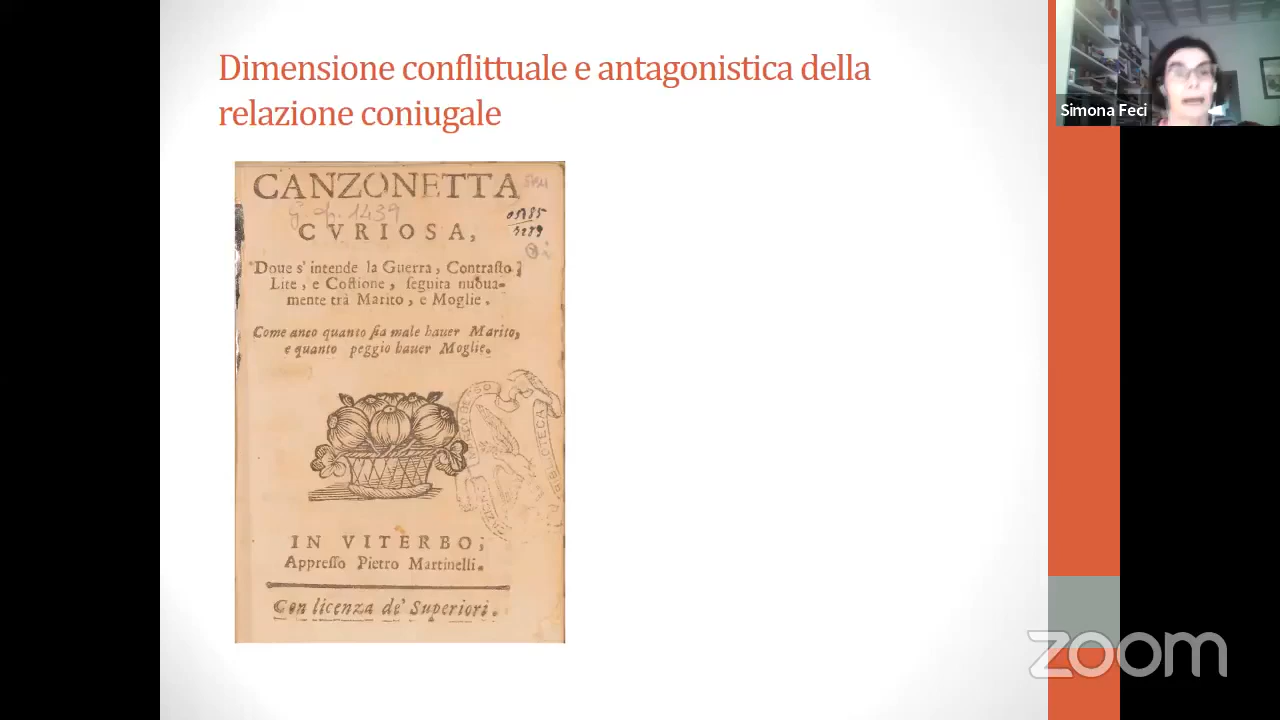 Dimensione conflittuale e antagonistica della
relazione coniugale
Simona Feci
CANZONETTA
CVRIOSA,
Doue s'intende la Guerra, Contrasto,
Lite, e Costione, seguita nuoua-
mente trà Marito, e Moglie.
Come anco quanto sia male hauer Marito,
e quanto peggio hauer Moglie.
BIBLIOTECA
IN VITERBO;
Appresso Pietro Martinelli.
Con licenza de' Superiori.
zoom